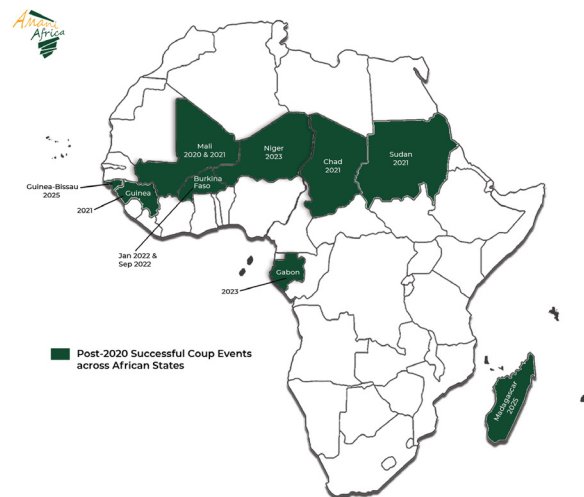 Amani
Africa
Mali
2020 & 2021
Niger
2023
Chad
2021
Sudan
2021
Burkina
Faso
Guinea-Bissau
2025
Guinea
2021
Jan 2022 &
Sep 2022
Gabon
2023
Madagascar
2025
Post-2020 Successful Coup Events
across African States